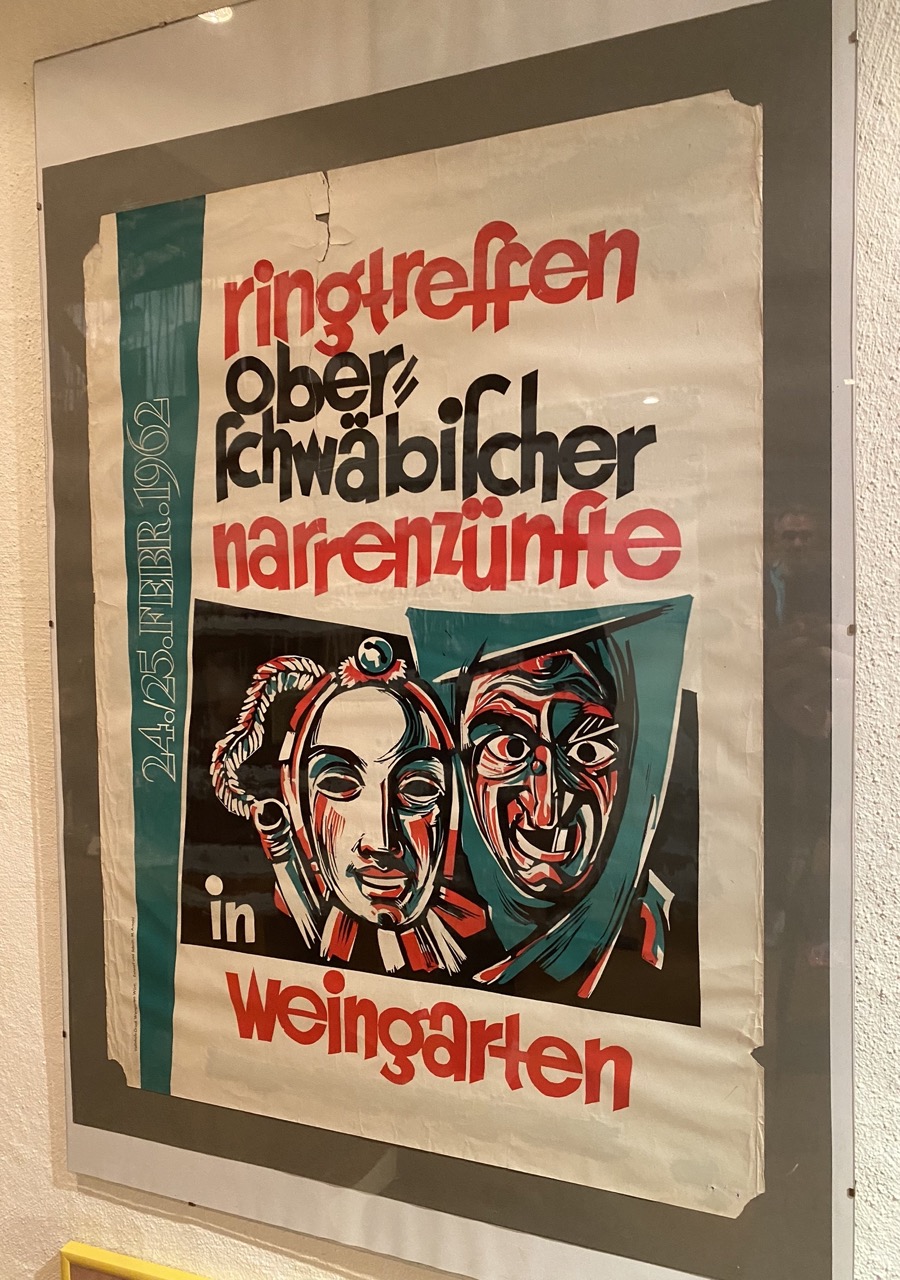 ringtreffen
ober⸗
ſchwäbiſcher
narrenzünfte
24./25. FEBR. 1962
in
weingarten